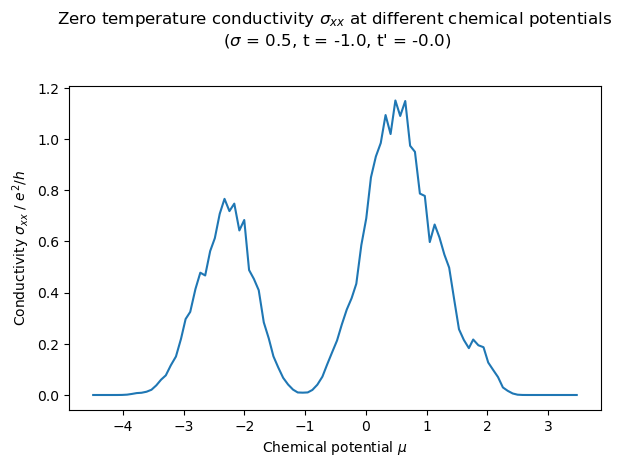 Zero temperature conductivity σxx at different chemical potentials
(σ = 0.5, t = -1.0, t' = -0.0)
1.2
1.0
0.8
0.6
0.4
0.2
0.0
Conductivity σxx / e²/h
−4 −3 −2 −1 0 1 2 3
Chemical potential μ